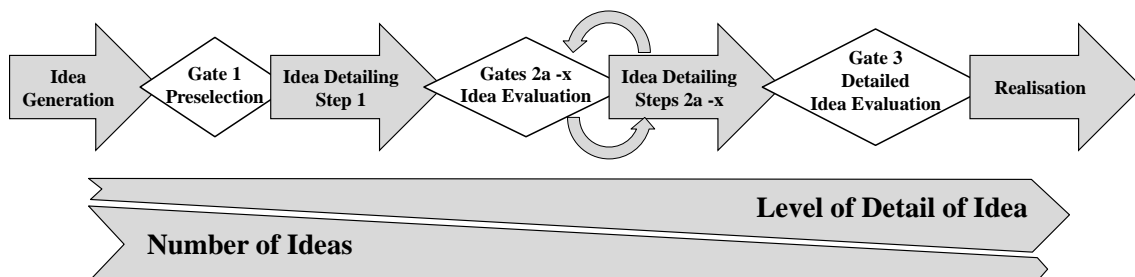 Idea
Generation
Gate 1
Preselection
Idea Detailing
Step 1
Gates 2a -x
Idea Evaluation
Idea Detailing
Steps 2a -x
Gate 3
Detailed
Idea Evaluation
Realisation
Level of Detail of Idea
Number of Ideas